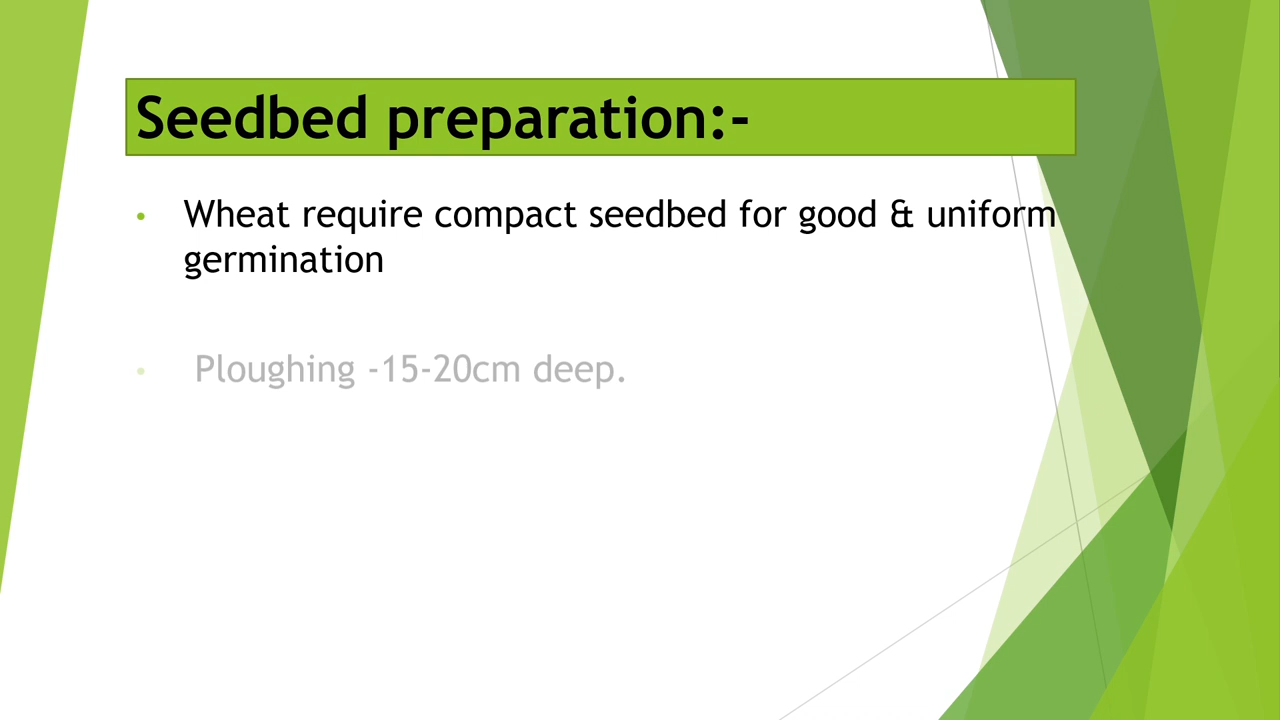 Seedbed preparation:-
• Wheat require compact seedbed for good & uniform
germination
• Ploughing -15-20cm deep.